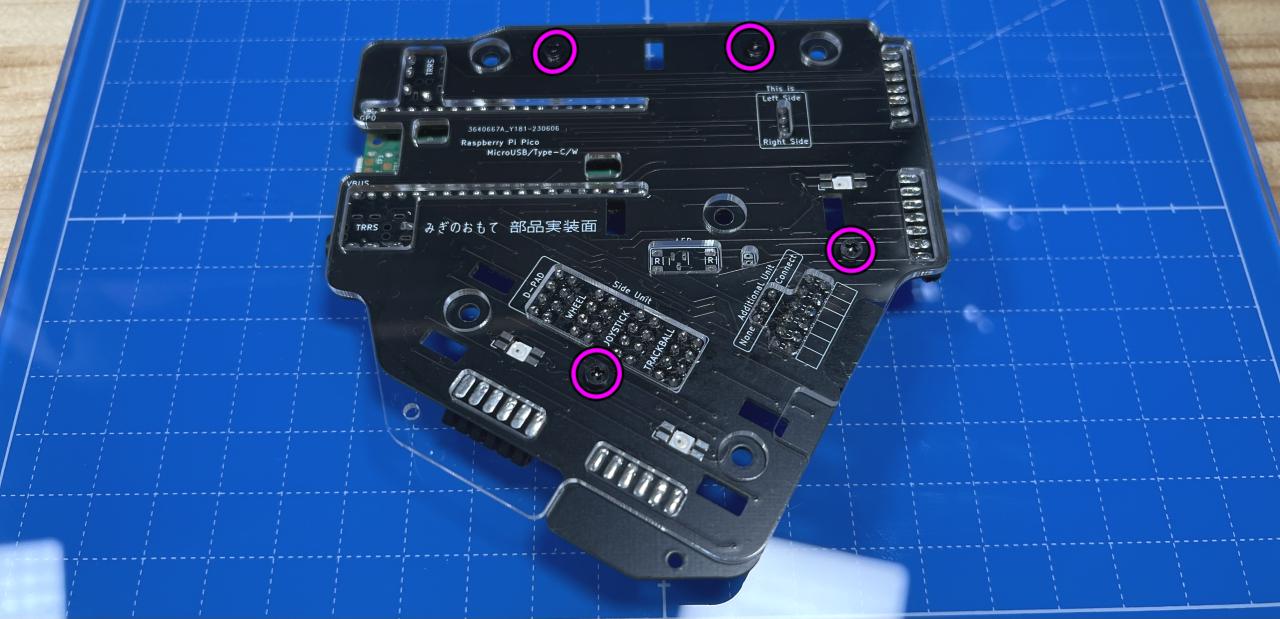 TRRS
GP0
3640667A_Y181-230606
Raspberry Pi Pico
MicroUSB/Type-C/W
This is
Left Side
Right Side
VBUS
TRRS
みぎのおもて 部品実装面
LED
R
R
D-PAD
WHEEL
JOYSTICK
TRACKBALL
Side Unit
Additional Unit
None
Connect